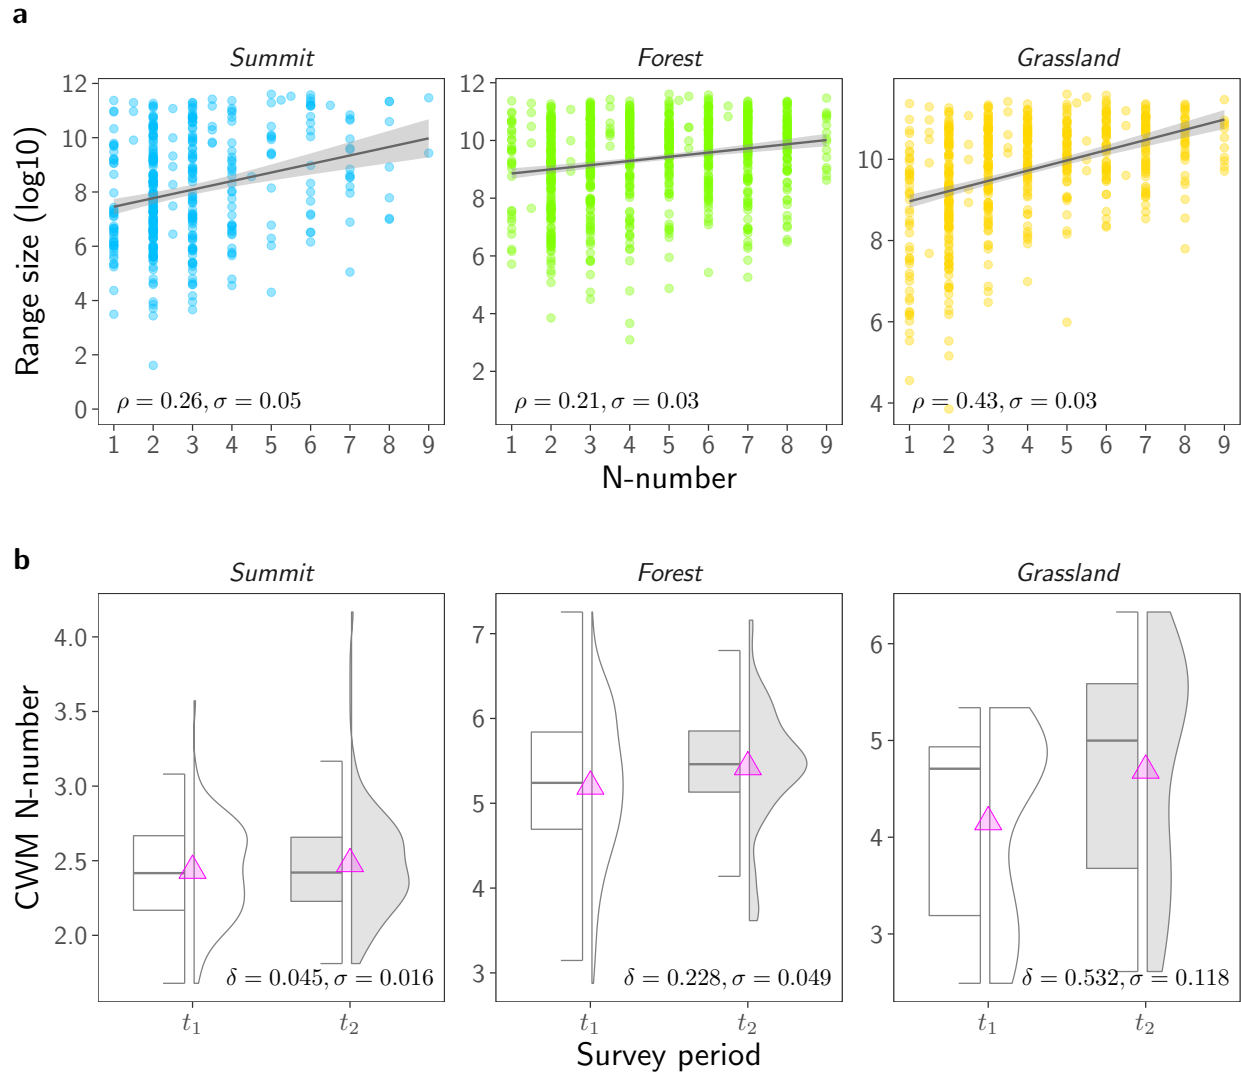 a
Summit Forest Grassland
Range size (log10)
12
10
8
6
4
2
0
ρ = 0.26, σ = 0.05
1 2 3 4 5 6 7 8 9
12
10
8
6
4
2
ρ = 0.21, σ = 0.03
1 2 3 4 5 6 7 8 9
10
8
6
4
ρ = 0.43, σ = 0.03
1 2 3 4 5 6 7 8 9
N-number
b
Summit Forest Grassland
CWM N-number
4.0
3.5
3.0
2.5
2.0
δ = 0.045, σ = 0.016
t1 t2
7
6
5
4
3
δ = 0.228, σ = 0.049
t1 t2
6
5
4
3
δ = 0.532, σ = 0.118
t1 t2
Survey period